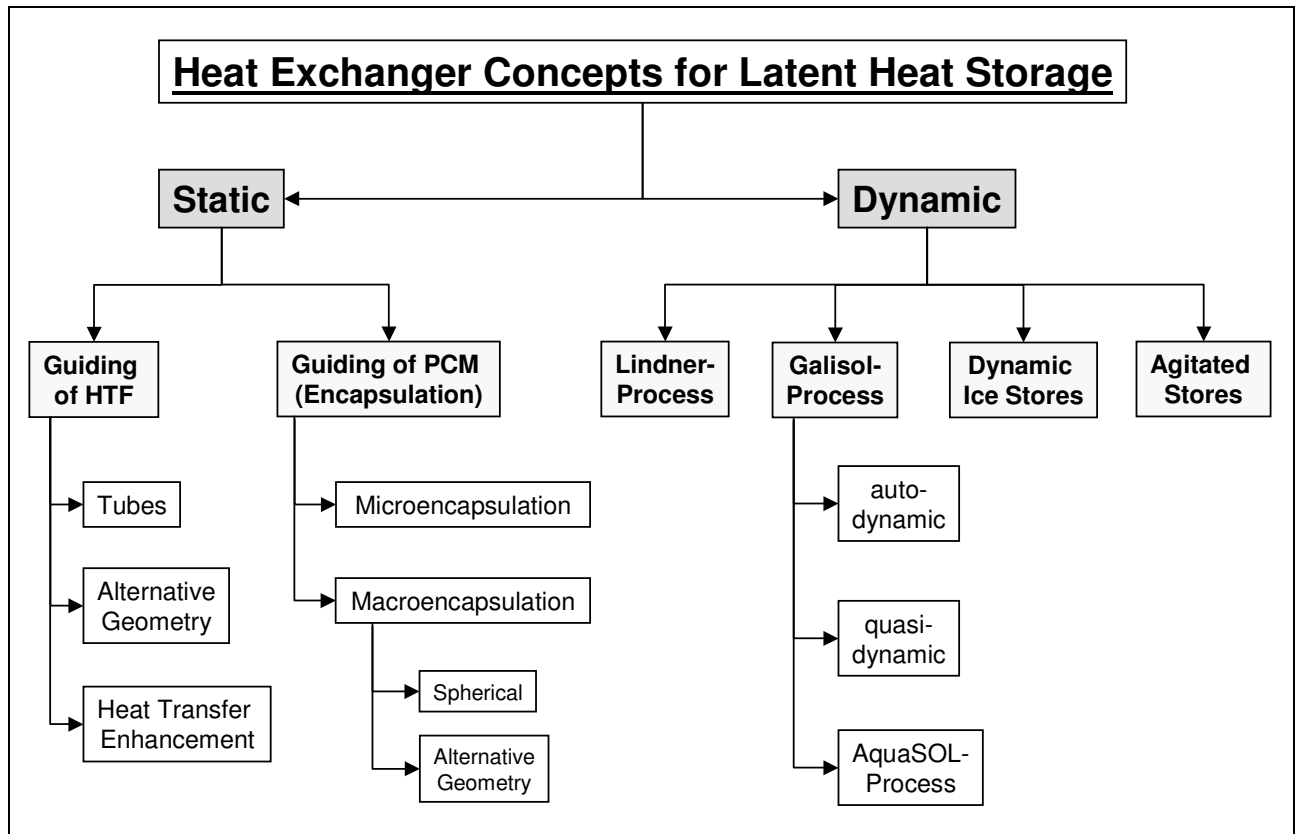 Heat Exchanger Concepts for Latent Heat Storage
Static
Dynamic
Guiding
of HTF
Guiding of PCM
(Encapsulation)
Lindner-
Process
Galisol-
Process
Dynamic
Ice Stores
Agitated
Stores
Tubes
Alternative
Geometry
Heat Transfer
Enhancement
Microencapsulation
Macroencapsulation
Spherical
Alternative
Geometry
auto-
dynamic
quasi-
dynamic
AquaSOL-
Process